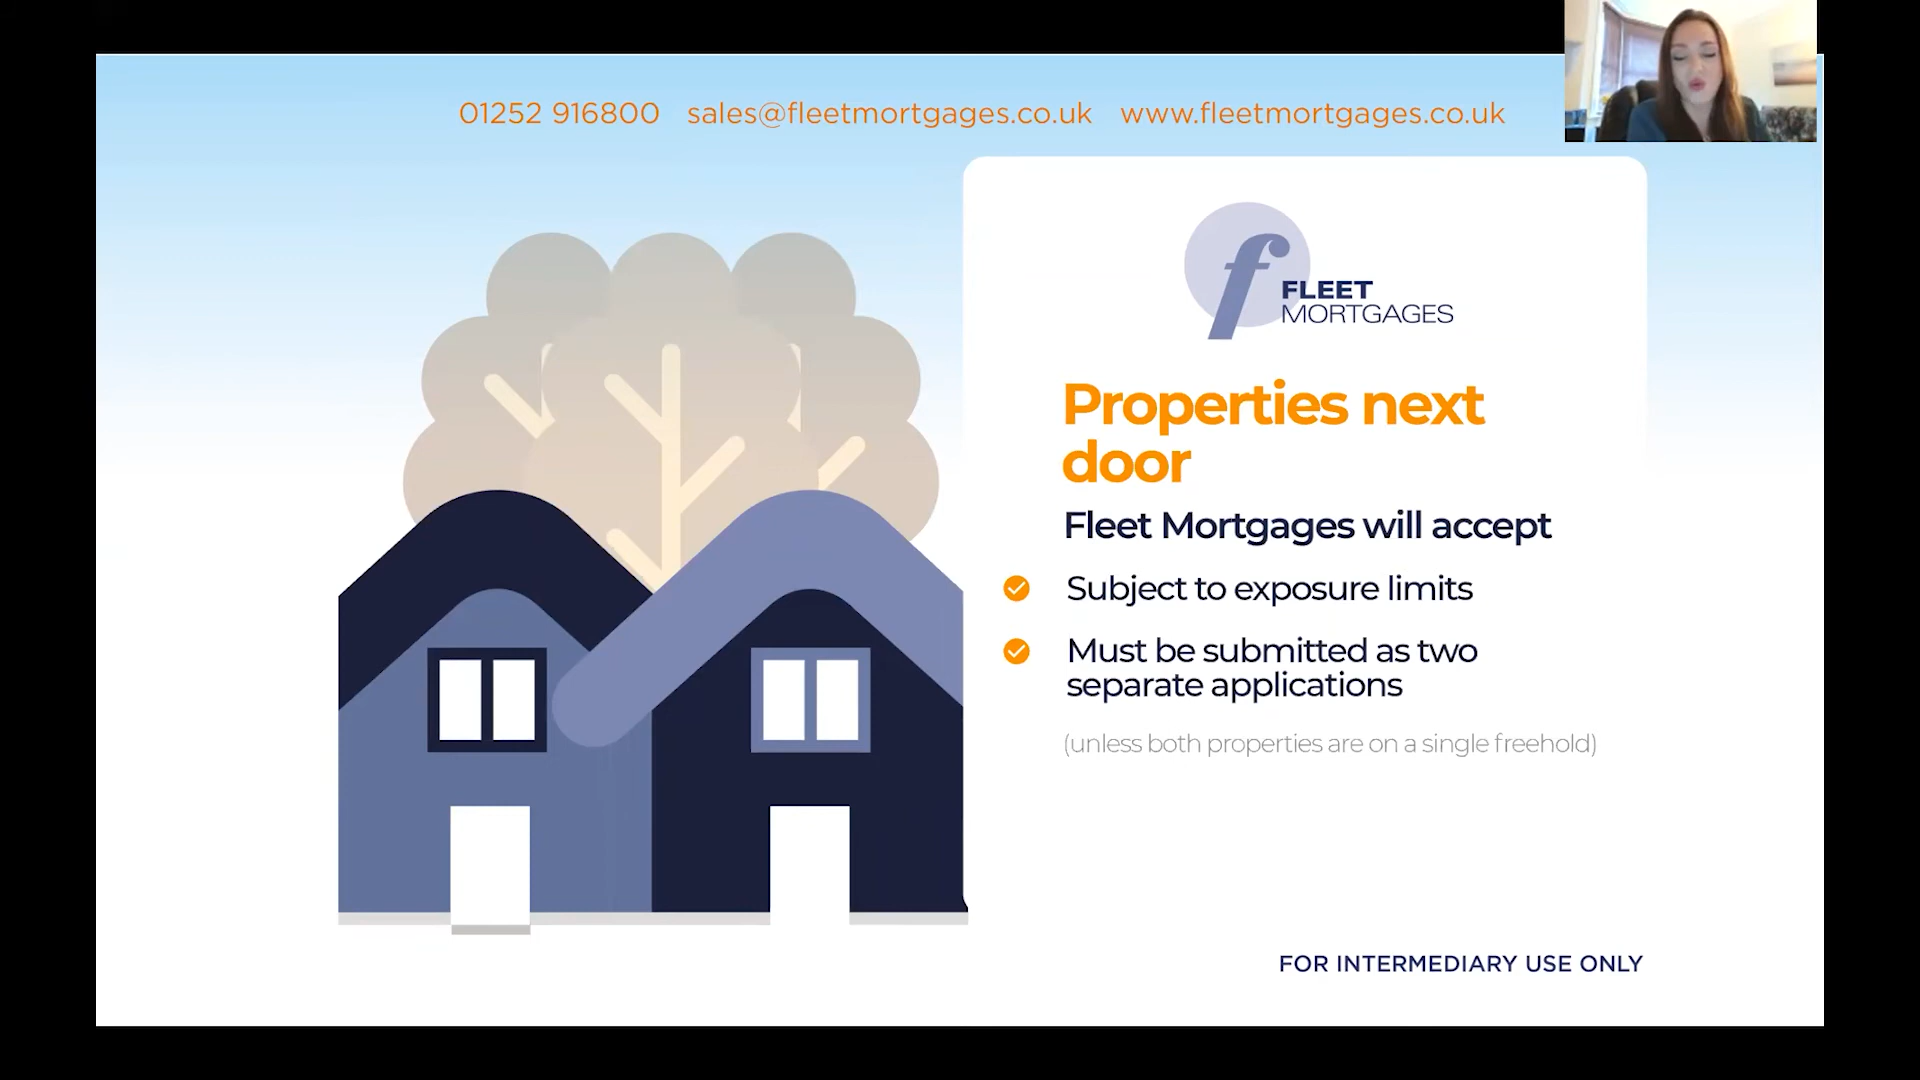 01252 916800 sales@fleetmortgages.co.uk www.fleetmortgages.co.uk
f
FLEET
MORTGAGES
Properties next
door
Fleet Mortgages will accept
Subject to exposure limits
Must be submitted as two
separate applications
(unless both properties are on a single freehold)
FOR INTERMEDIARY USE ONLY